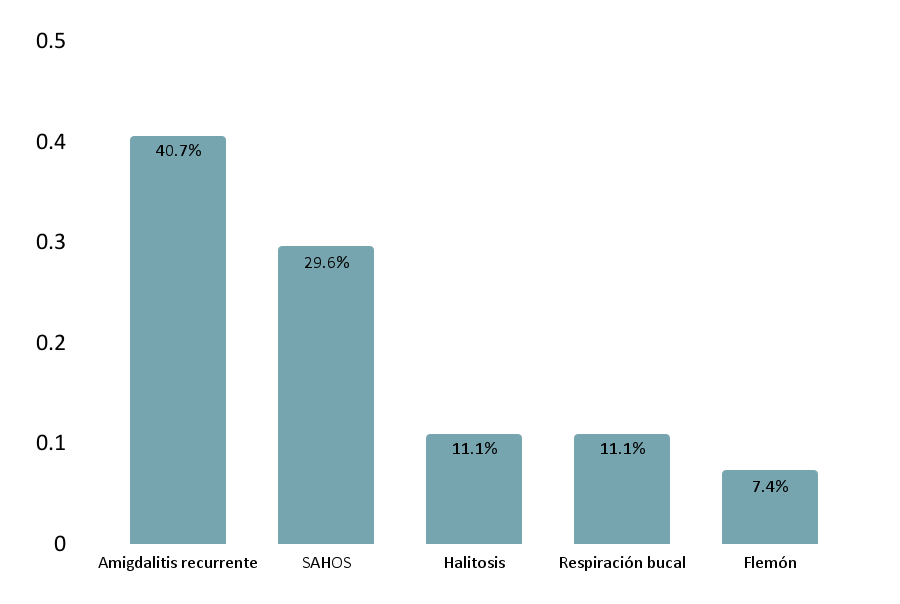 0.5
0.4
40.7%
0.3
29.6%
0.2
0.1
11.1%
11.1%
7.4%
0
Amigdalitis recurrente
SAHOS
Halitosis
Respiración bucal
Flemón